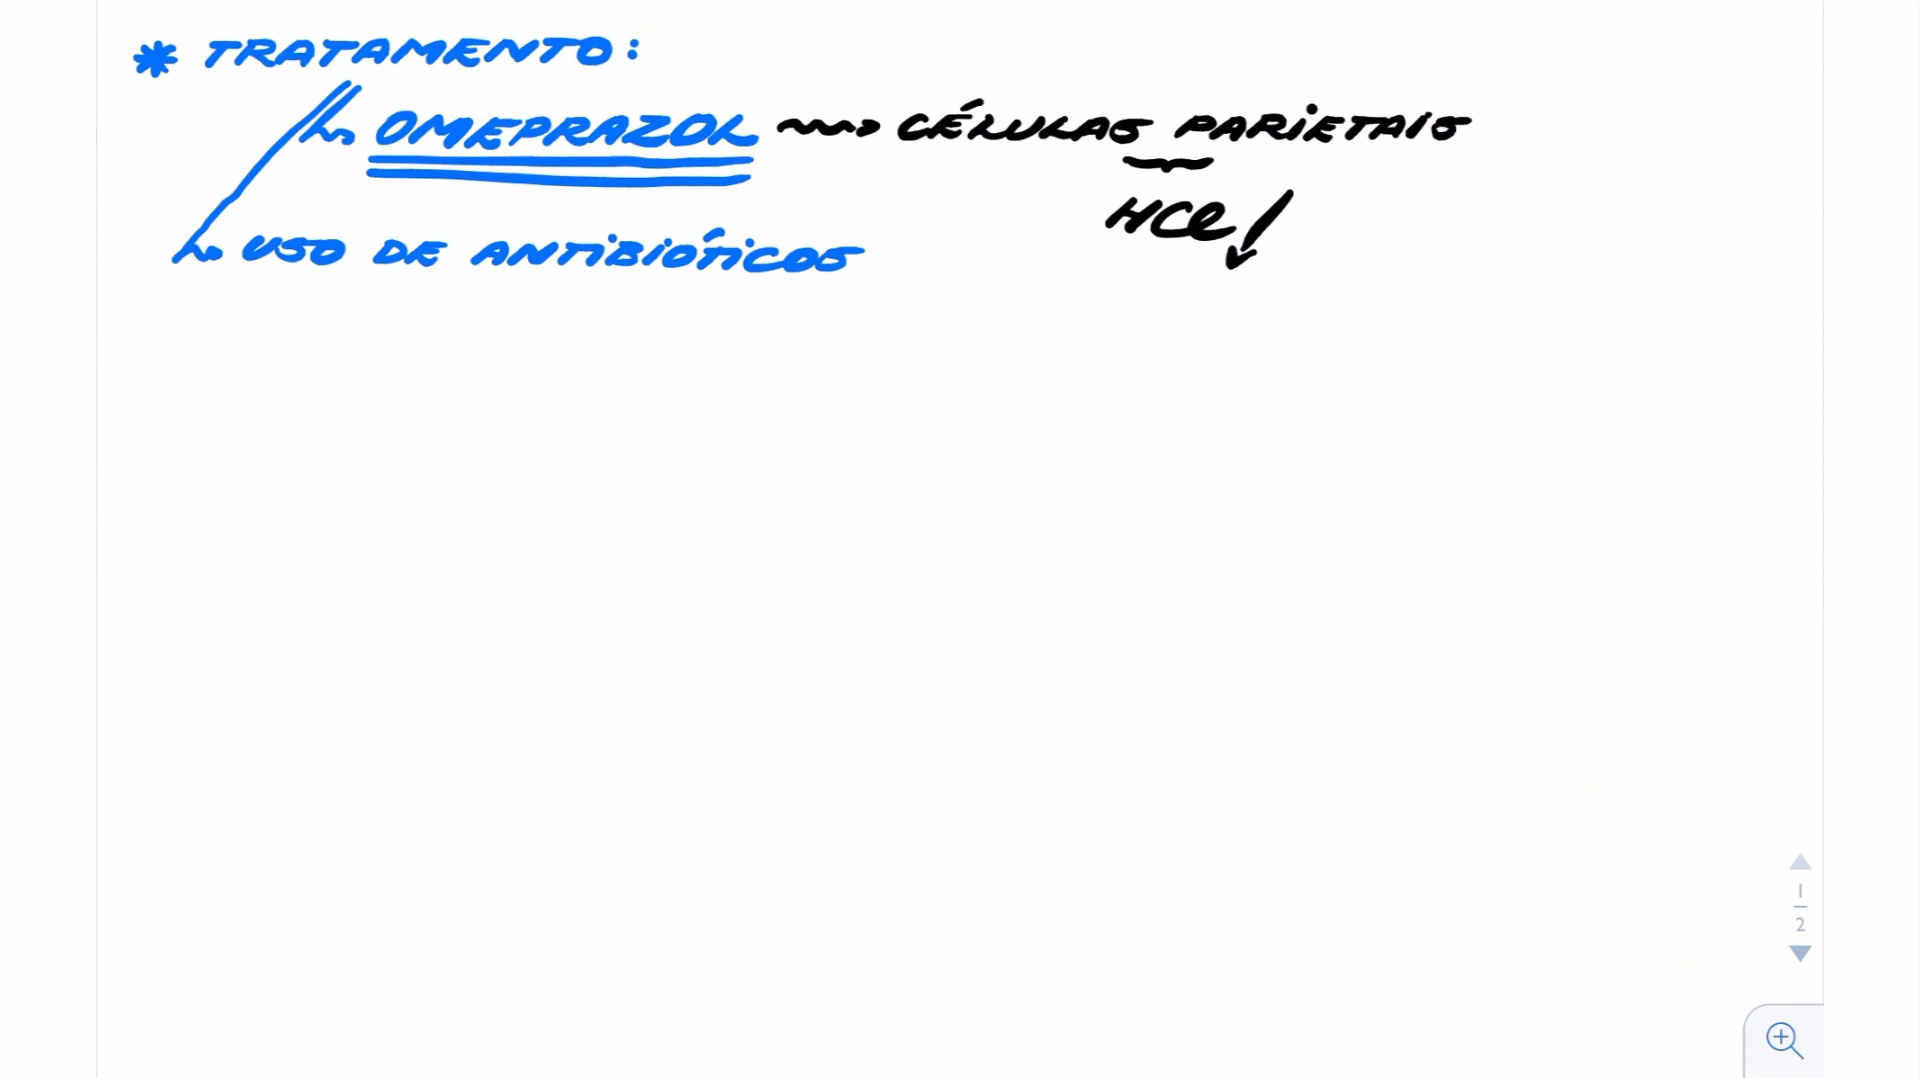 * TRATAMENTO:
↳ OMEPRAZOL ⇝ CÉLULAS PARIETAIS
HCl ↓
↳ USO DE ANTIBIÓTICOS
1
2